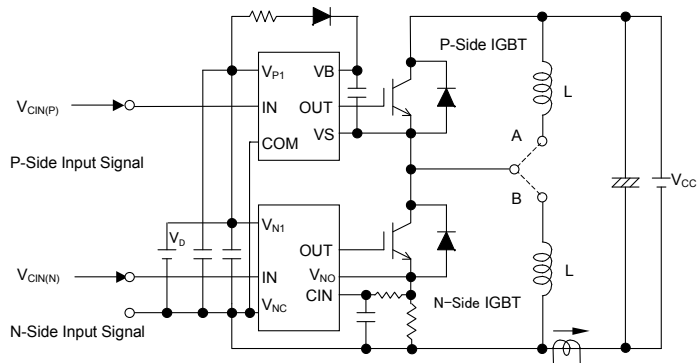 P-Side IGBT
V_P1 VB
L
V_CIN(P)
IN OUT
A
VS
COM
P-Side Input Signal
V_CC
B
V_D
V_N1
OUT
L
V_CIN(N)
IN V_NO
CIN
N-Side IGBT
V_NC
N-Side Input Signal